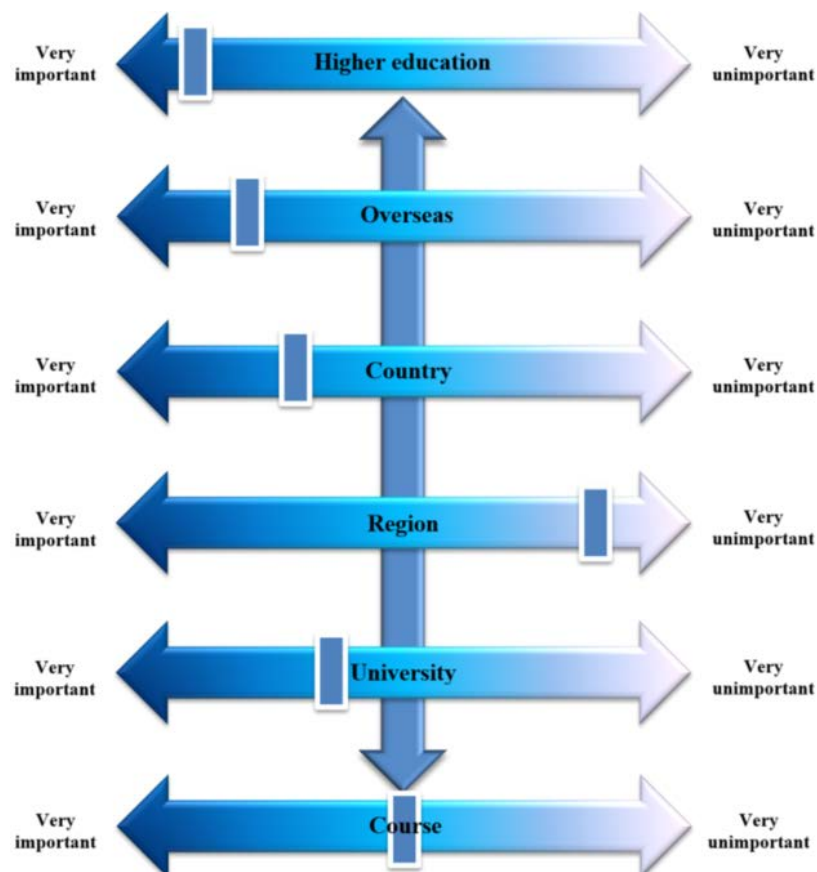 Very
important
Higher education
Very
unimportant
Very
important
Overseas
Very
unimportant
Very
important
Country
Very
unimportant
Very
important
Region
Very
unimportant
Very
important
University
Very
unimportant
Very
important
Course
Very
unimportant